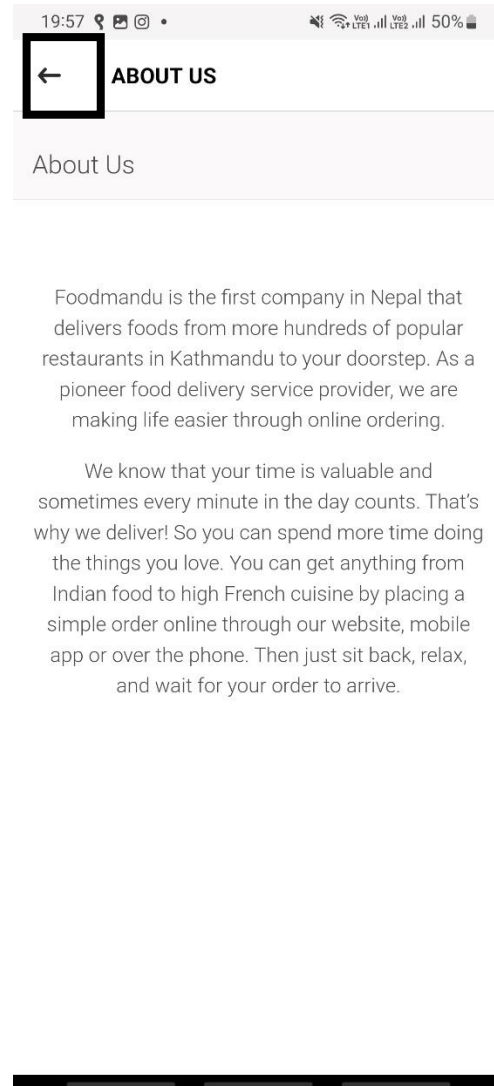 19:57
Vo)) LTE1 Vo)) LTE2 50%
ABOUT US
About Us
Foodmandu is the first company in Nepal that
delivers foods from more hundreds of popular
restaurants in Kathmandu to your doorstep. As a
pioneer food delivery service provider, we are
making life easier through online ordering.
We know that your time is valuable and
sometimes every minute in the day counts. That's
why we deliver! So you can spend more time doing
the things you love. You can get anything from
Indian food to high French cuisine by placing a
simple order online through our website, mobile
app or over the phone. Then just sit back, relax,
and wait for your order to arrive.